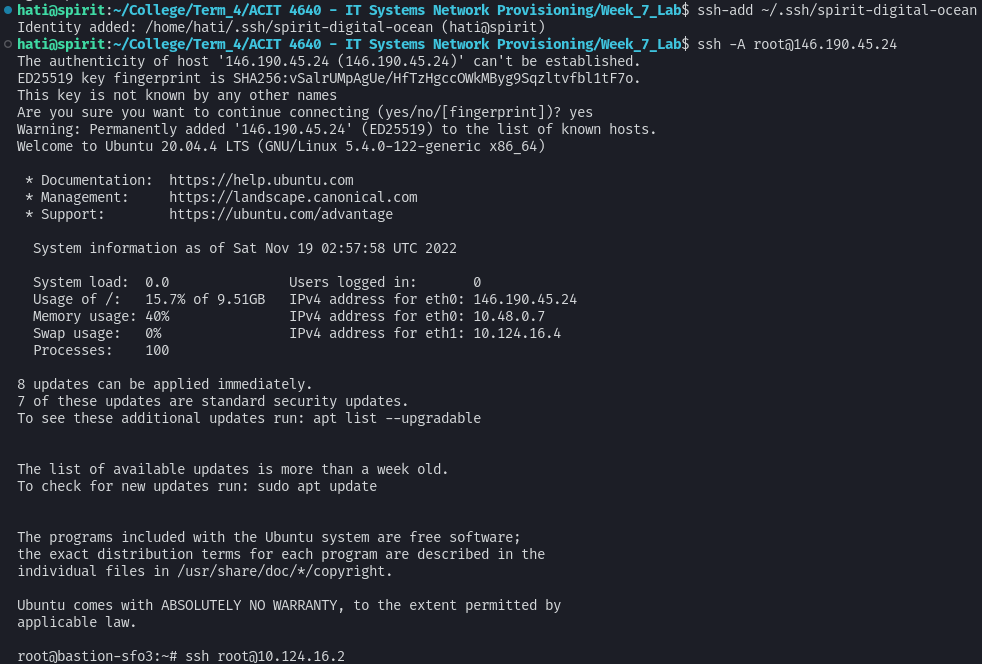 hati@spirit:~/College/Term_4/ACIT 4640 - IT Systems Network Provisioning/Week_7_Lab$ ssh-add ~/.ssh/spirit-digital-ocean
Identity added: /home/hati/.ssh/spirit-digital-ocean (hati@spirit)
hati@spirit:~/College/Term_4/ACIT 4640 - IT Systems Network Provisioning/Week_7_Lab$ ssh -A root@146.190.45.24
The authenticity of host '146.190.45.24 (146.190.45.24)' can't be established.
ED25519 key fingerprint is SHA256:vSalrUMpAgUe/HfTzHgccOWkMByg9Sqzltvfbl1tF7o.
This key is not known by any other names
Are you sure you want to continue connecting (yes/no/[fingerprint])? yes
Warning: Permanently added '146.190.45.24' (ED25519) to the list of known hosts.
Welcome to Ubuntu 20.04.4 LTS (GNU/Linux 5.4.0-122-generic x86_64)

 * Documentation:  https://help.ubuntu.com
 * Management:     https://landscape.canonical.com
 * Support:        https://ubuntu.com/advantage

  System information as of Sat Nov 19 02:57:58 UTC 2022

  System load:  0.0               Users logged in:       0
  Usage of /:   15.7% of 9.51GB   IPv4 address for eth0: 146.190.45.24
  Memory usage: 40%               IPv4 address for eth0: 10.48.0.7
  Swap usage:   0%                IPv4 address for eth1: 10.124.16.4
  Processes:    100

8 updates can be applied immediately.
7 of these updates are standard security updates.
To see these additional updates run: apt list --upgradable

The list of available updates is more than a week old.
To check for new updates run: sudo apt update

The programs included with the Ubuntu system are free software;
the exact distribution terms for each program are described in the
individual files in /usr/share/doc/*/copyright.

Ubuntu comes with ABSOLUTELY NO WARRANTY, to the extent permitted by
applicable law.

root@bastion-sfo3:~# ssh root@10.124.16.2